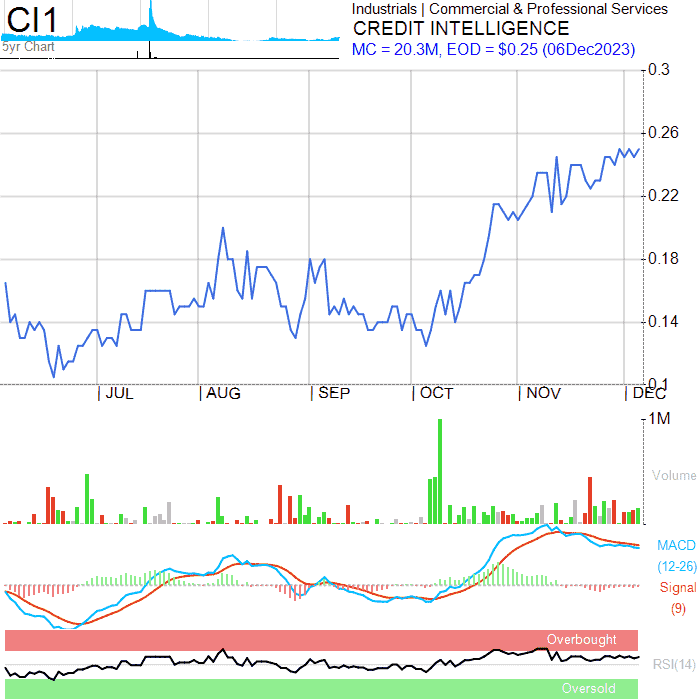 CI1
5yr Chart
Industrials | Commercial & Professional Services
CREDIT INTELLIGENCE
MC = 20.3M, EOD = $0.25 (06Dec2023)
0.3
0.26
0.22
0.18
0.14
0.1
| JUL | AUG | SEP | OCT | NOV | DEC
1M
Volume
MACD
(12-26)
Signal
(9)
Overbought
RSI(14)
Oversold